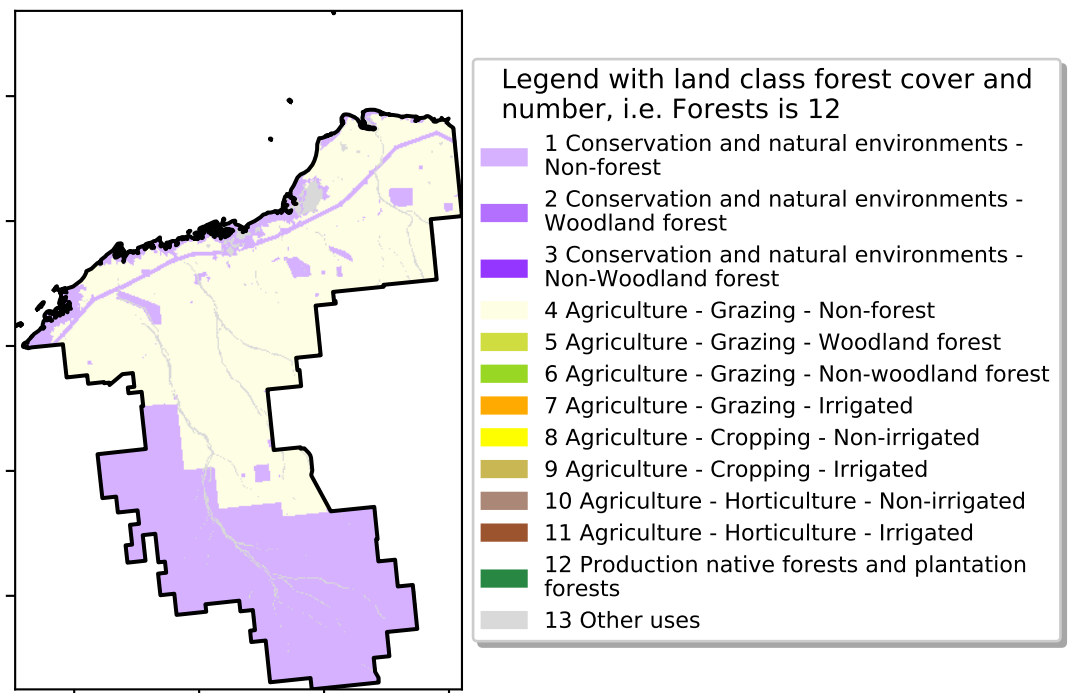 Legend with land class forest cover and
number, i.e. Forests is 12
1 Conservation and natural environments -
Non-forest
2 Conservation and natural environments -
Woodland forest
3 Conservation and natural environments -
Non-Woodland forest
4 Agriculture - Grazing - Non-forest
5 Agriculture - Grazing - Woodland forest
6 Agriculture - Grazing - Non-woodland forest
7 Agriculture - Grazing - Irrigated
8 Agriculture - Cropping - Non-irrigated
9 Agriculture - Cropping - Irrigated
10 Agriculture - Horticulture - Non-irrigated
11 Agriculture - Horticulture - Irrigated
12 Production native forests and plantation
forests
13 Other uses